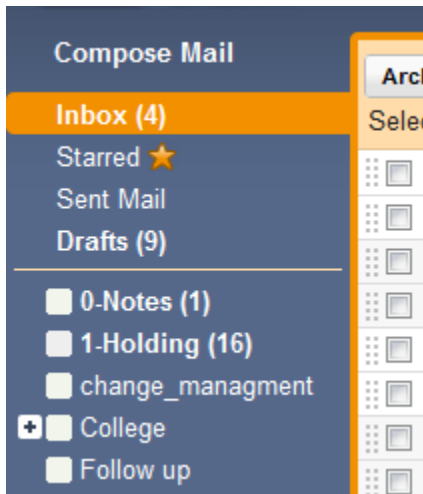 Compose Mail
Inbox (4)
Starred
Sent Mail
Drafts (9)
0-Notes (1)
1-Holding (16)
change_managment
College
Follow up